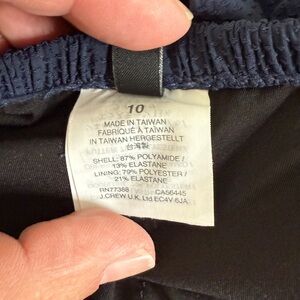 10
MADE IN TAIWAN
FABRIQUÉ À TAIWAN
IN TAIWAN HERGESTELLT
台灣製
SHELL: 87% POLYAMIDE /
13% ELASTANE
LINING: 79% POLYESTER /
21% ELASTANE
RN77388 CA56445
J.CREW U.K. Ltd EC4V 6JA